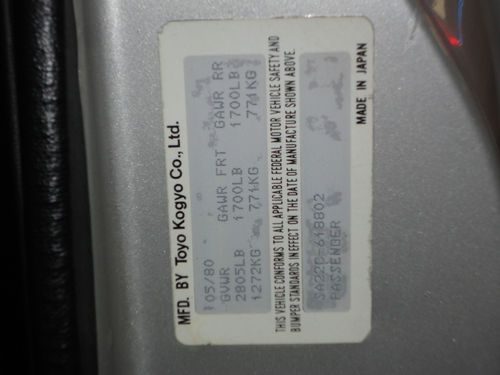 MFD. BY Toyo Kogyo Co., Ltd.
05/80
GVWR GAWR FRT GAWR RR
2805LB 1700LB 1700LB
1272KG 771KG 771KG
THIS VEHICLE CONFORMS TO ALL APPLICABLE FEDERAL MOTOR VEHICLE SAFETY AND
BUMPER STANDARDS IN EFFECT ON THE DATE OF MANUFACTURE SHOWN ABOVE.
SA22C-618802
PASSENGER
MADE IN JAPAN